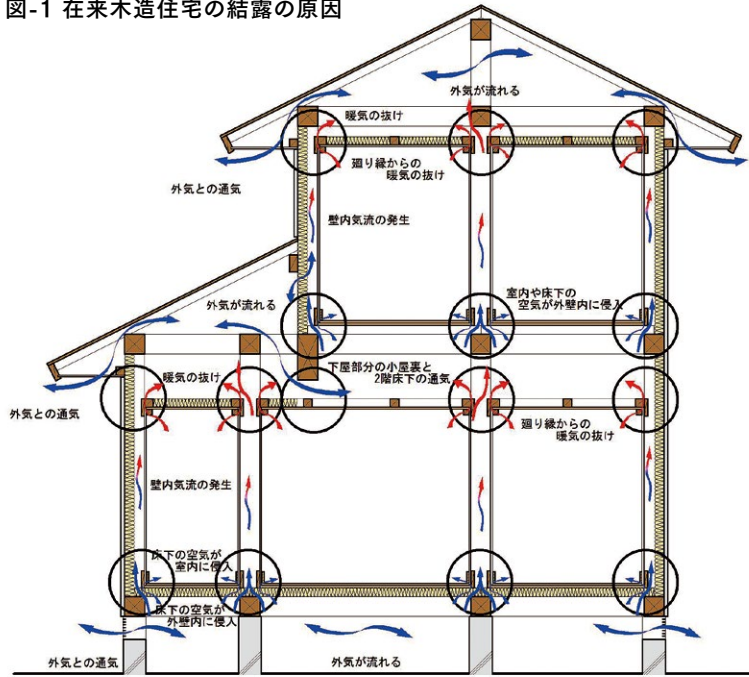 図-1 在来木造住宅の結露の原因
外気が流れる
暖気の抜け
廻り縁からの
暖気の抜け
外気との通気
壁内気流の発生
室内や床下の
空気が外壁内に侵入
外気が流れる
下屋部分の小屋裏と
2階床下の通気
暖気の抜け
外気との通気
廻り縁からの
暖気の抜け
壁内気流の発生
床下の空気が
室内に侵入
床下の空気が
外壁内に侵入
外気との通気
外気が流れる